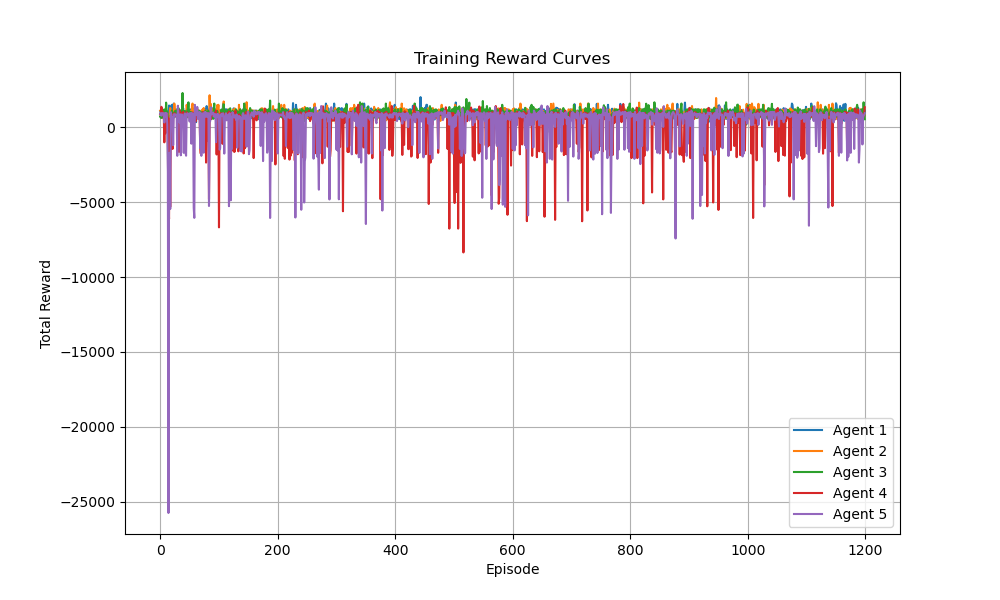 Training Reward Curves
Total Reward
0
−5000
−10000
−15000
−20000
−25000
0 200 400 600 800 1000 1200
Episode
Agent 1
Agent 2
Agent 3
Agent 4
Agent 5